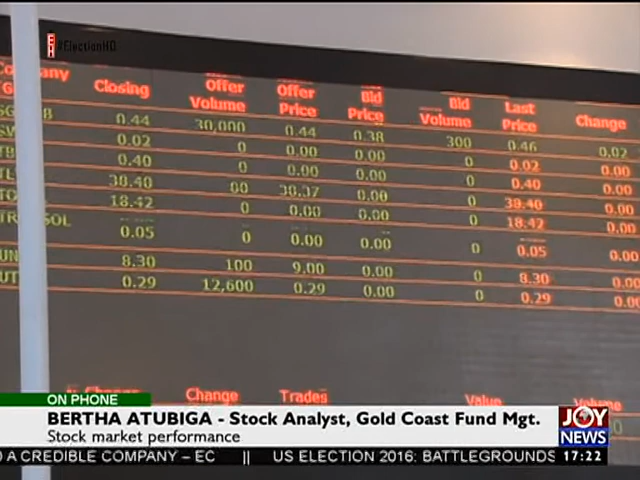 #ElectionHD
Company Closing Offer Volume Offer Price Bid Price Bid Volume Last Price Change
0.44 30,000 0.44 0.38 300 0.46 0.02
0.02 0 0.00 0.00 0 0.02 0.00
0.40 0 0.00 0.00 0 0.40 0.00
38.40 00 38.37 0.00 0 38.40 0.00
18.42 0 0.00 0.00 0 18.42 0.00
0.05 0 0.00 0.00 0 0.05 0.00
8.30 100 9.00 0.00 0 8.30 0.00
0.29 12,600 0.29 0.00 0 0.29
Change Change Trades Value Volume
ON PHONE
BERTHA ATUBIGA - Stock Analyst, Gold Coast Fund Mgt.
Stock market performance
JOY
NEWS
A CREDIBLE COMPANY – EC || US ELECTION 2016: BATTLEGROUNDS
17:22